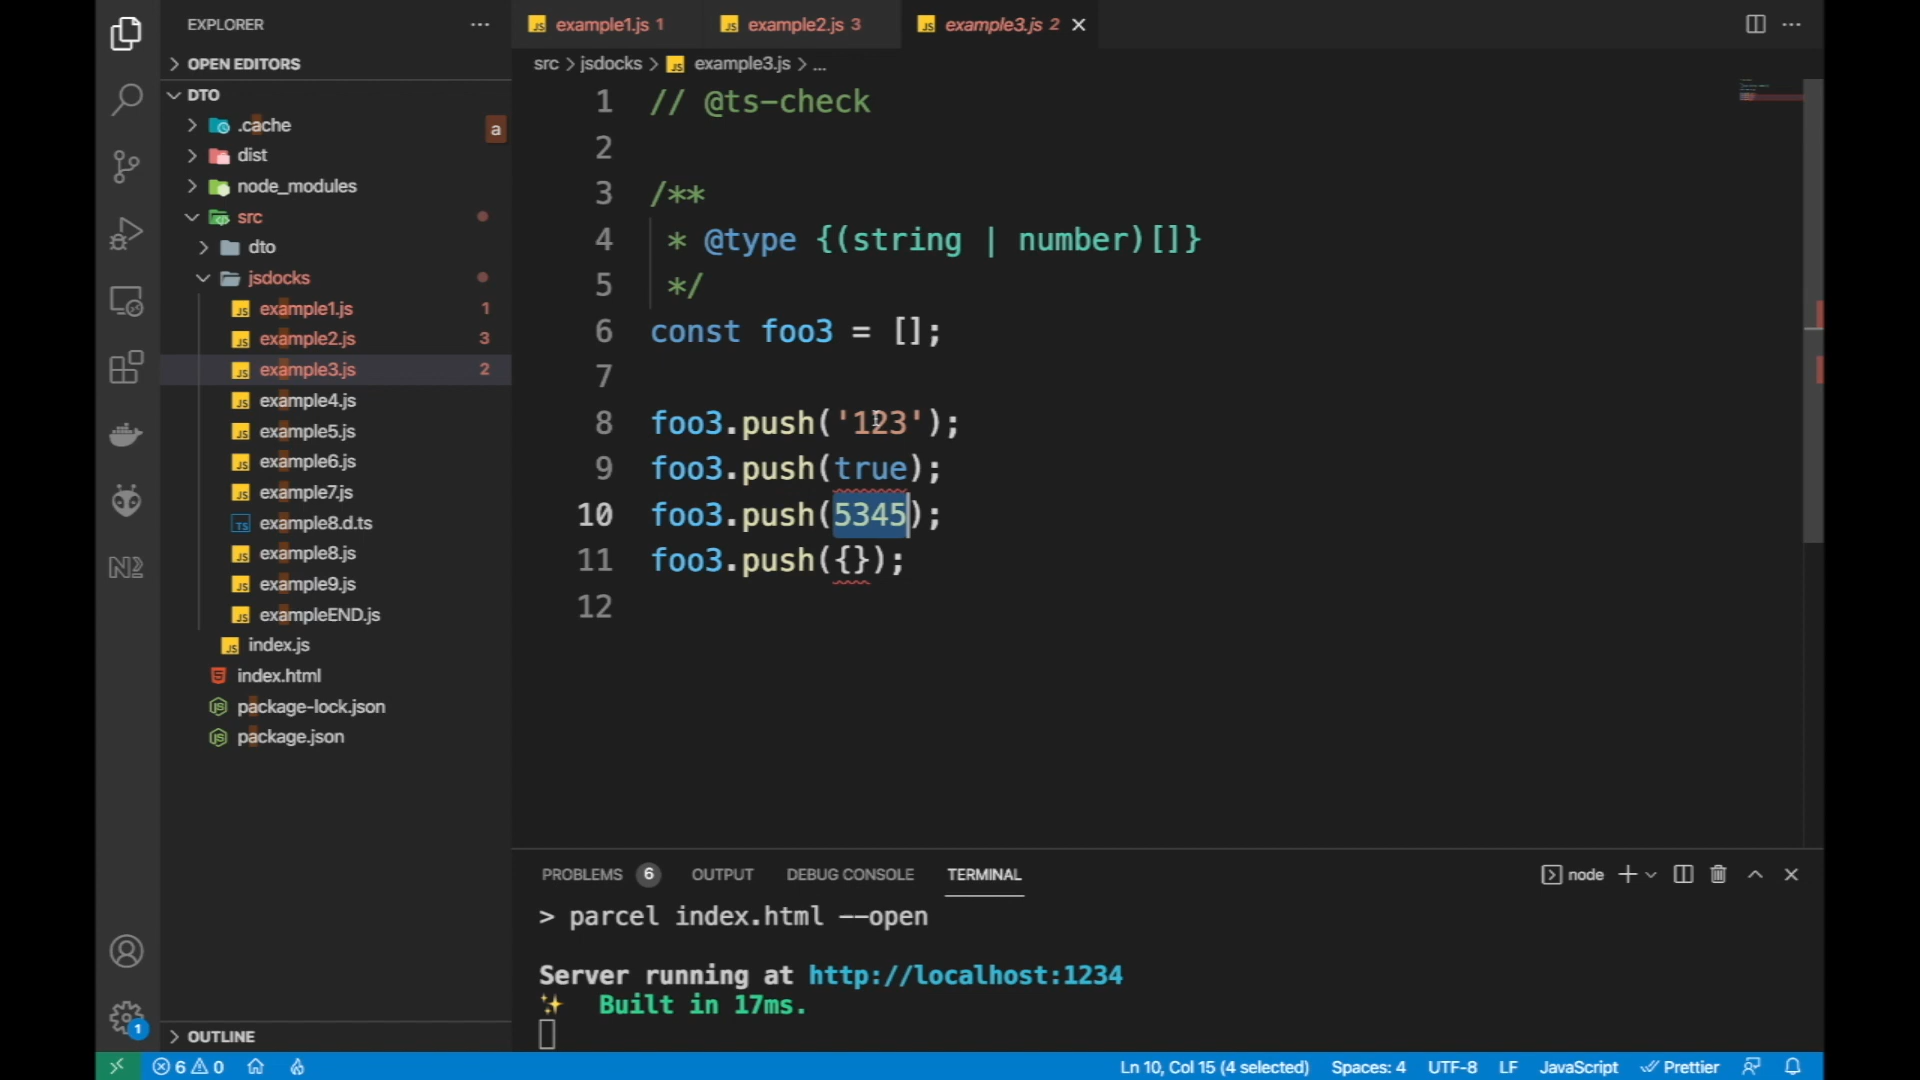 EXPLORER
example1.js 1
example2.js 3
example3.js 2
OPEN EDITORS
src > jsdocks > example3.js > ...
DTO
.cache
a
dist
node_modules
src
dto
jsdocks
example1.js 1
example2.js 3
example3.js 2
example4.js
example5.js
example6.js
example7.js
example8.d.ts
example8.js
example9.js
exampleEND.js
index.js
index.html
package-lock.json
package.json
OUTLINE
1 // @ts-check
2
3 /**
4 * @type {(string | number)[]}
5 */
6 const foo3 = [];
7
8 foo3.push('123');
9 foo3.push(true);
10 foo3.push(5345);
11 foo3.push({});
12
PROBLEMS 6 OUTPUT DEBUG CONSOLE TERMINAL
node
> parcel index.html --open
Server running at http://localhost:1234
✨ Built in 17ms.
1
6 0
Ln 10, Col 15 (4 selected) Spaces: 4 UTF-8 LF JavaScript Prettier